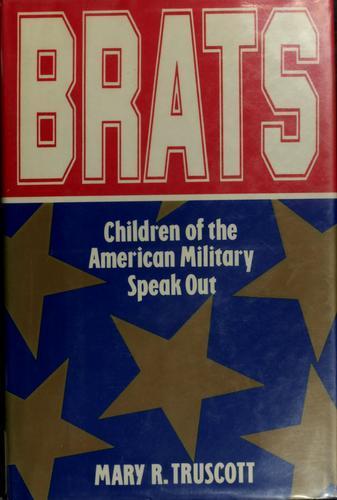 BRATS
Children of the
American Military
Speak Out
MARY R. TRUSCOTT